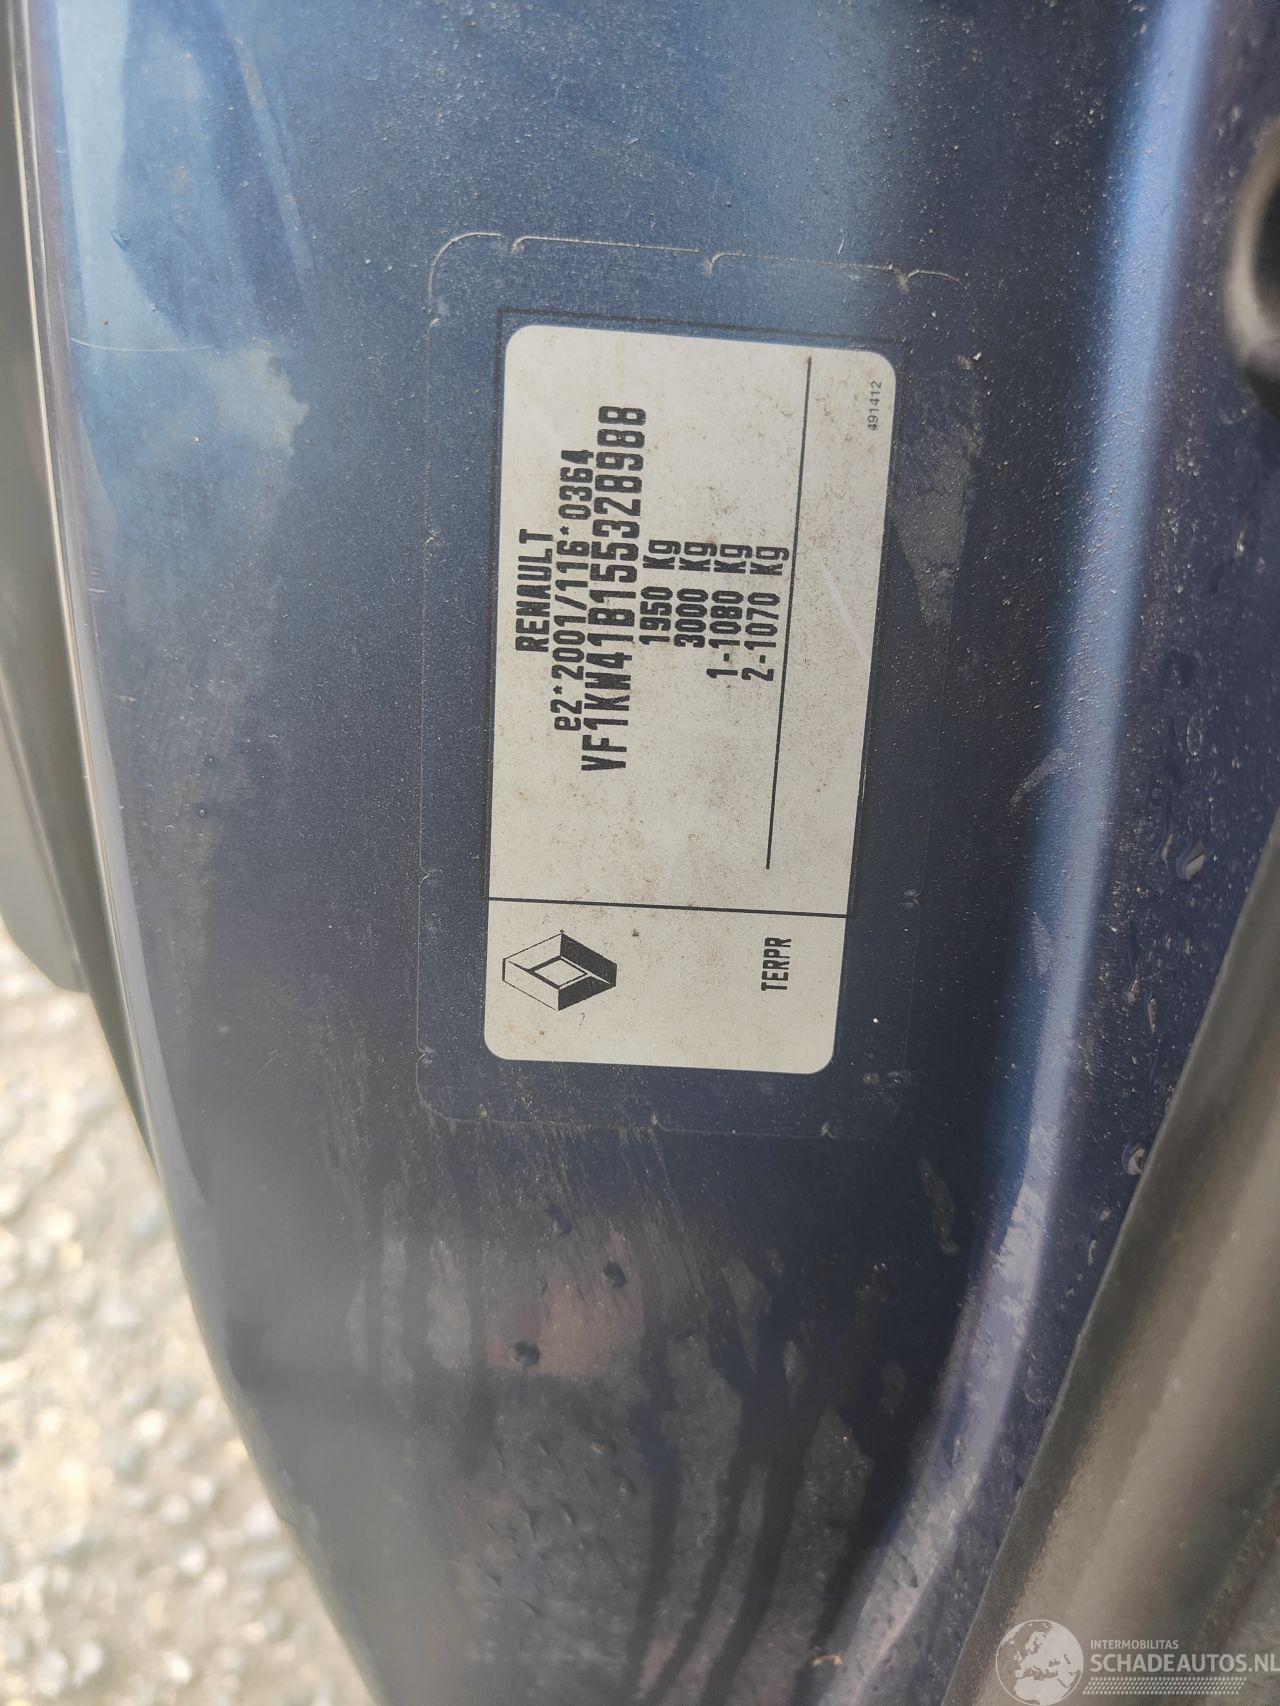 RENAULT
e2*2001/116*0364
VF1KW41B155328988
1950 Kg
3000 Kg
1-1080 Kg
2-1070 Kg
TERPR
491412
INTERMOBILITAS
SCHADEAUTOS.NL